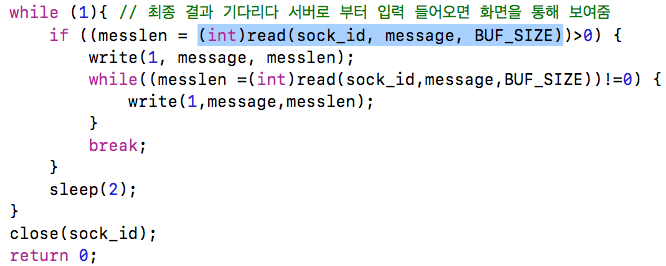 while (1){ // 최종 결과 기다리다 서버로 부터 입력 들어오면 화면을 통해 보여줌
    if ((messlen = (int)read(sock_id, message, BUF_SIZE))>0) {
        write(1, message, messlen);
        while((messlen =(int)read(sock_id,message,BUF_SIZE))!=0) {
            write(1,message,messlen);
        }
        break;
    }
    sleep(2);
}
close(sock_id);
return 0;